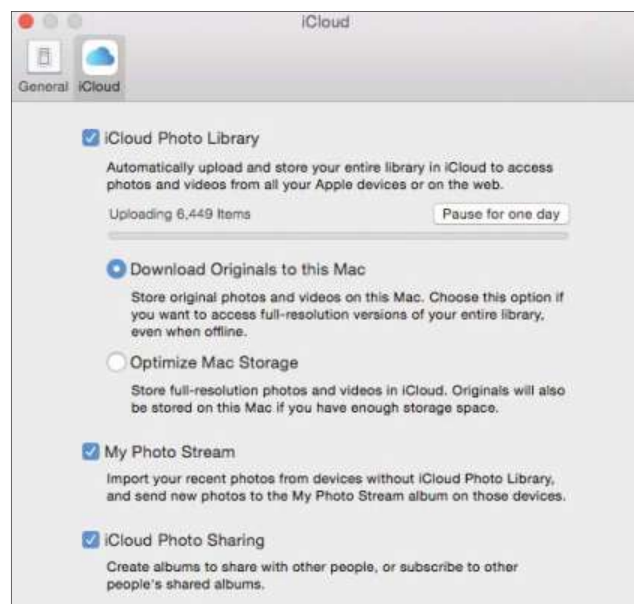 iCloud
General iCloud
iCloud Photo Library
Automatically upload and store your entire library in iCloud to access
photos and videos from all your Apple devices or on the web.
Uploading 6,449 Items Pause for one day
Download Originals to this Mac
Store original photos and videos on this Mac. Choose this option if
you want to access full-resolution versions of your entire library,
even when offline.
Optimize Mac Storage
Store full-resolution photos and videos in iCloud. Originals will also
be stored on this Mac if you have enough storage space.
My Photo Stream
Import your recent photos from devices without iCloud Photo Library,
and send new photos to the My Photo Stream album on those devices.
iCloud Photo Sharing
Create albums to share with other people, or subscribe to other
people's shared albums.